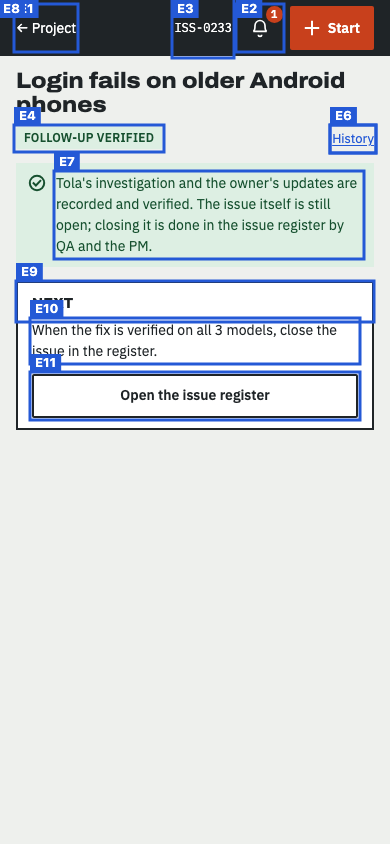 E8 :1
E3
E2
← Project
ISS-0233
1
+ Start
Login fails on older Android
phones
E4
E6
FOLLOW-UP VERIFIED
History
E7
Tola's investigation and the owner's updates are
recorded and verified. The issue itself is still
open; closing it is done in the issue register by
QA and the PM.
E9
NEXT
E10
When the fix is verified on all 3 models, close the
issue in the register.
E11
Open the issue register